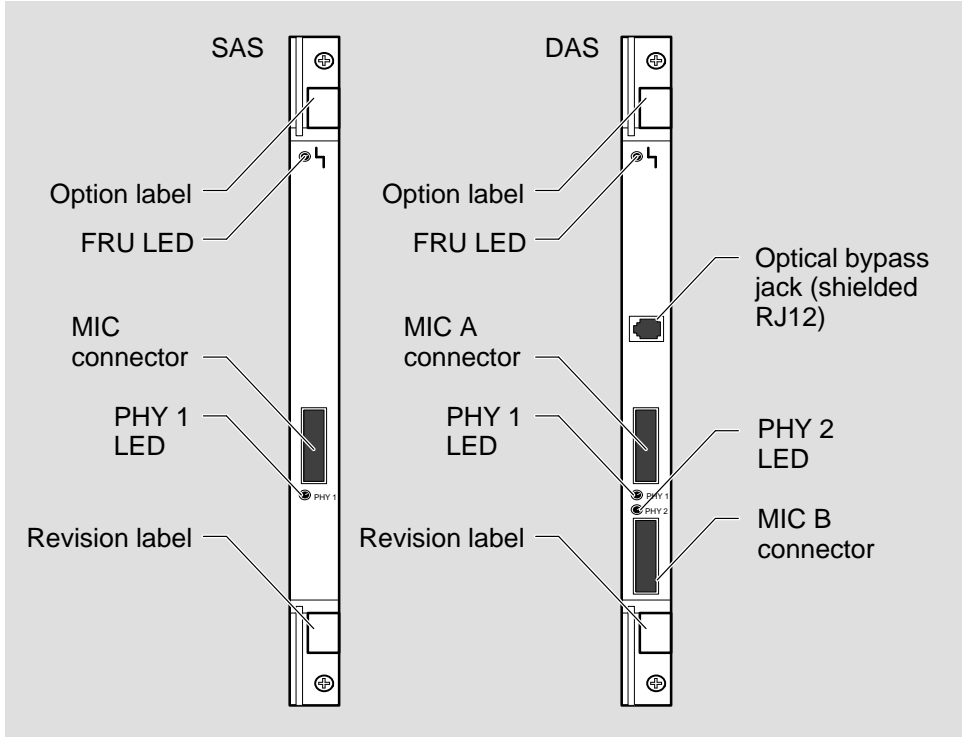 SAS
Option label
FRU LED
MIC
connector
PHY 1
LED
PHY 1
Revision label
DAS
Option label
FRU LED
Optical bypass
jack (shielded
RJ12)
MIC A
connector
PHY 1
LED
PHY 1
PHY 2
PHY 2
LED
MIC B
connector
Revision label